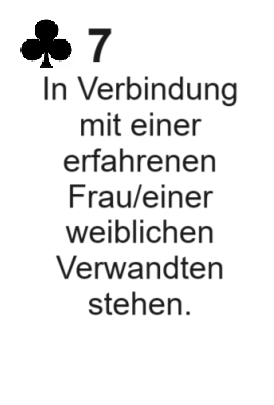 ♣ 7
In Verbindung
mit einer
erfahrenen
Frau/einer
weiblichen
Verwandten
stehen.